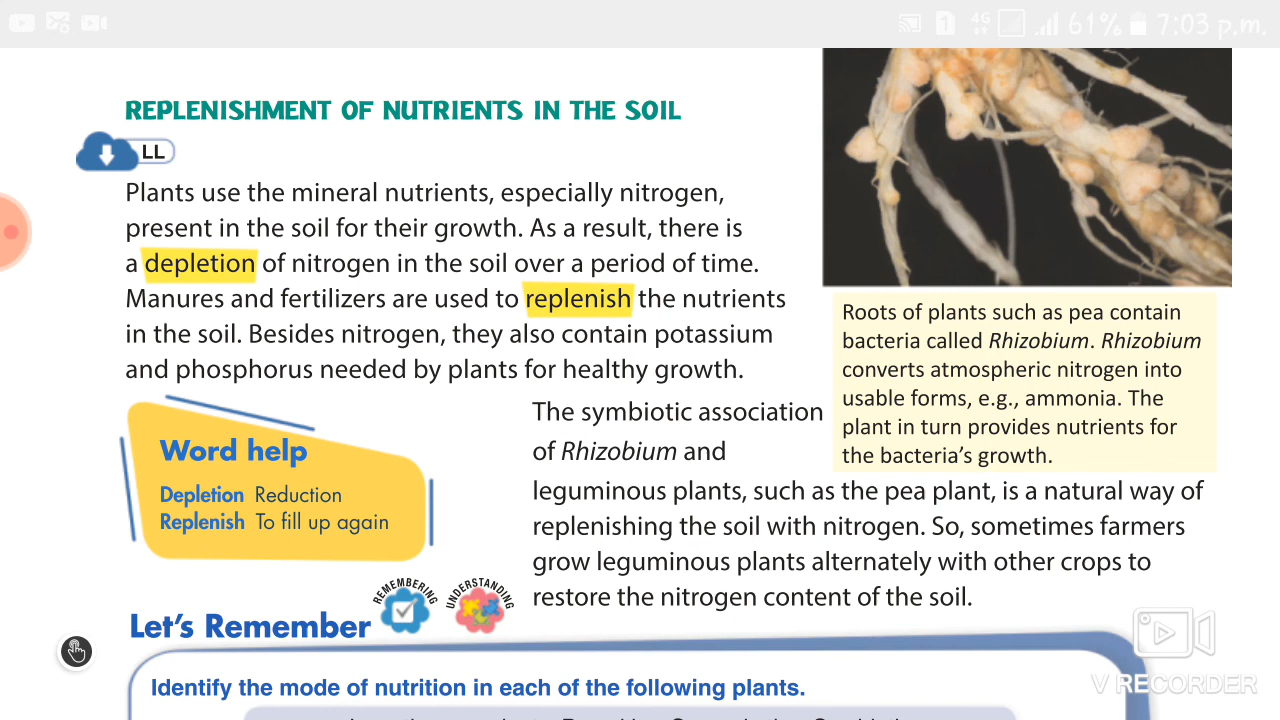 4G
1
61%
7:03 p.m.
REPLENISHMENT OF NUTRIENTS IN THE SOIL
LL
Plants use the mineral nutrients, especially nitrogen,
present in the soil for their growth. As a result, there is
a depletion of nitrogen in the soil over a period of time.
Manures and fertilizers are used to replenish the nutrients
in the soil. Besides nitrogen, they also contain potassium
and phosphorus needed by plants for healthy growth.
Roots of plants such as pea contain
bacteria called Rhizobium. Rhizobium
converts atmospheric nitrogen into
usable forms, e.g., ammonia. The
plant in turn provides nutrients for
the bacteria's growth.
Word help
Depletion Reduction
Replenish To fill up again
The symbiotic association
of Rhizobium and
leguminous plants, such as the pea plant, is a natural way of
replenishing the soil with nitrogen. So, sometimes farmers
grow leguminous plants alternately with other crops to
restore the nitrogen content of the soil.
REMEMBERING
UNDERSTANDING
Let's Remember
Identify the mode of nutrition in each of the following plants.
V RECORDER